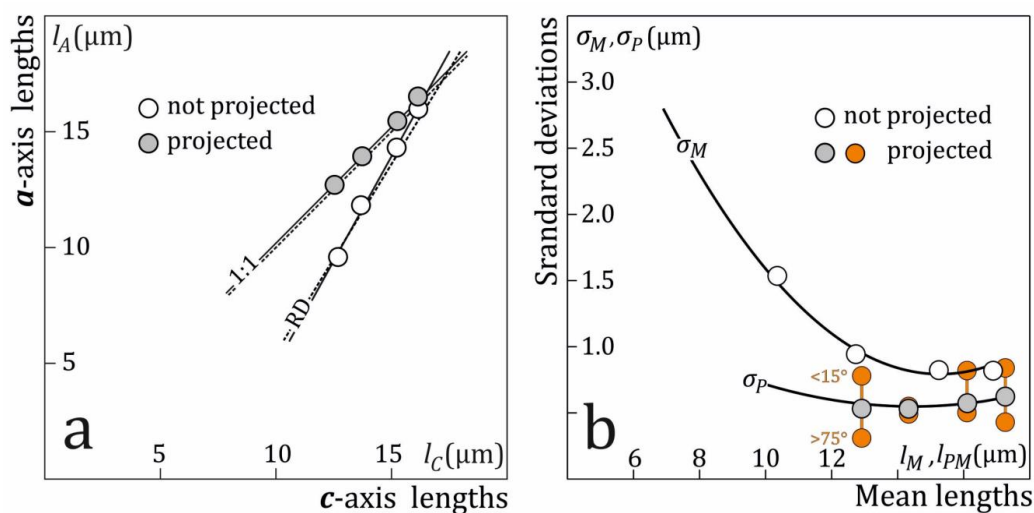 a-axis lengths
l_A(µm)
not projected
projected
15
10
5
1:1
RD
a
5
10
15
l_C(µm)
c-axis lengths
Srandard deviations
σ_M,σ_P(µm)
3.0
2.5
2.0
1.5
1.0
not projected
projected
σ_M
σ_P
<15°
>75°
b
6
8
10
12
l_M,l_PM(µm)
Mean lengths